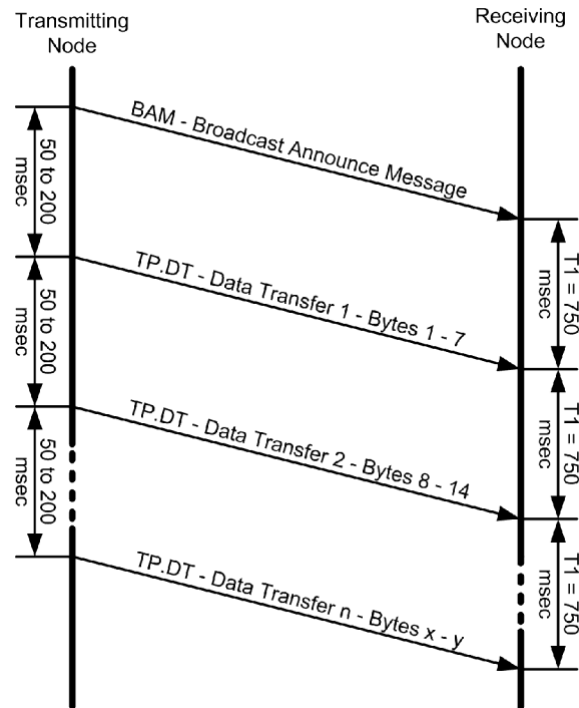 Transmitting
Node
Receiving
Node
BAM - Broadcast Announce Message
50 to 200
msec
T1 = 750
msec
TP.DT - Data Transfer 1 - Bytes 1 - 7
50 to 200
msec
T1 = 750
msec
TP.DT - Data Transfer 2 - Bytes 8 - 14
50 to 200
msec
T1 = 750
msec
TP.DT - Data Transfer n - Bytes x - y